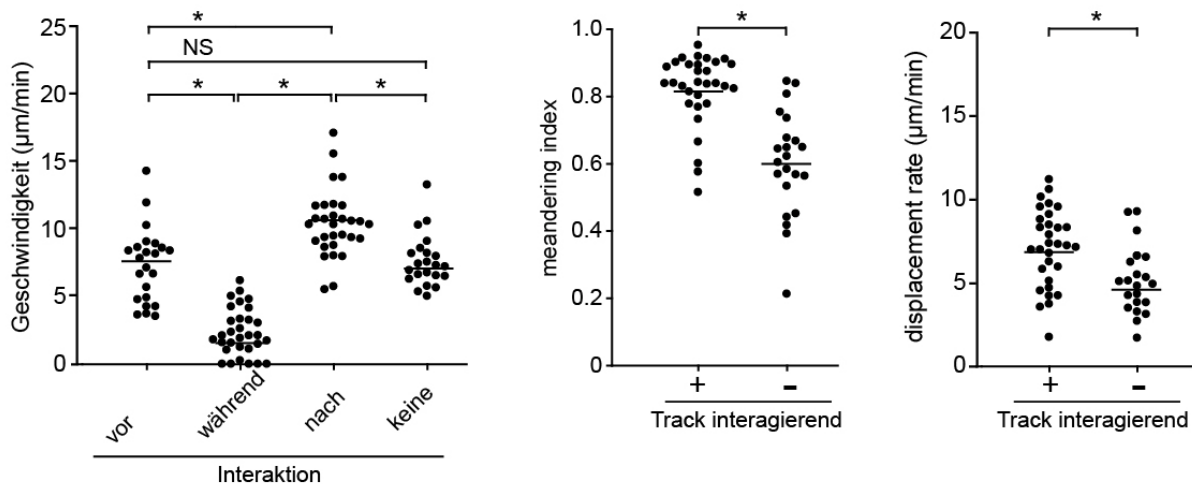 Geschwindigkeit (µm/min)
25
20
15
10
5
0
*
NS
* * *
vor
während
nach
keine
Interaktion
meandering index
1.0
0.8
0.6
0.4
0.2
0
*
+ -
Track interagierend
displacement rate (µm/min)
20
15
10
5
0
*
+ -
Track interagierend